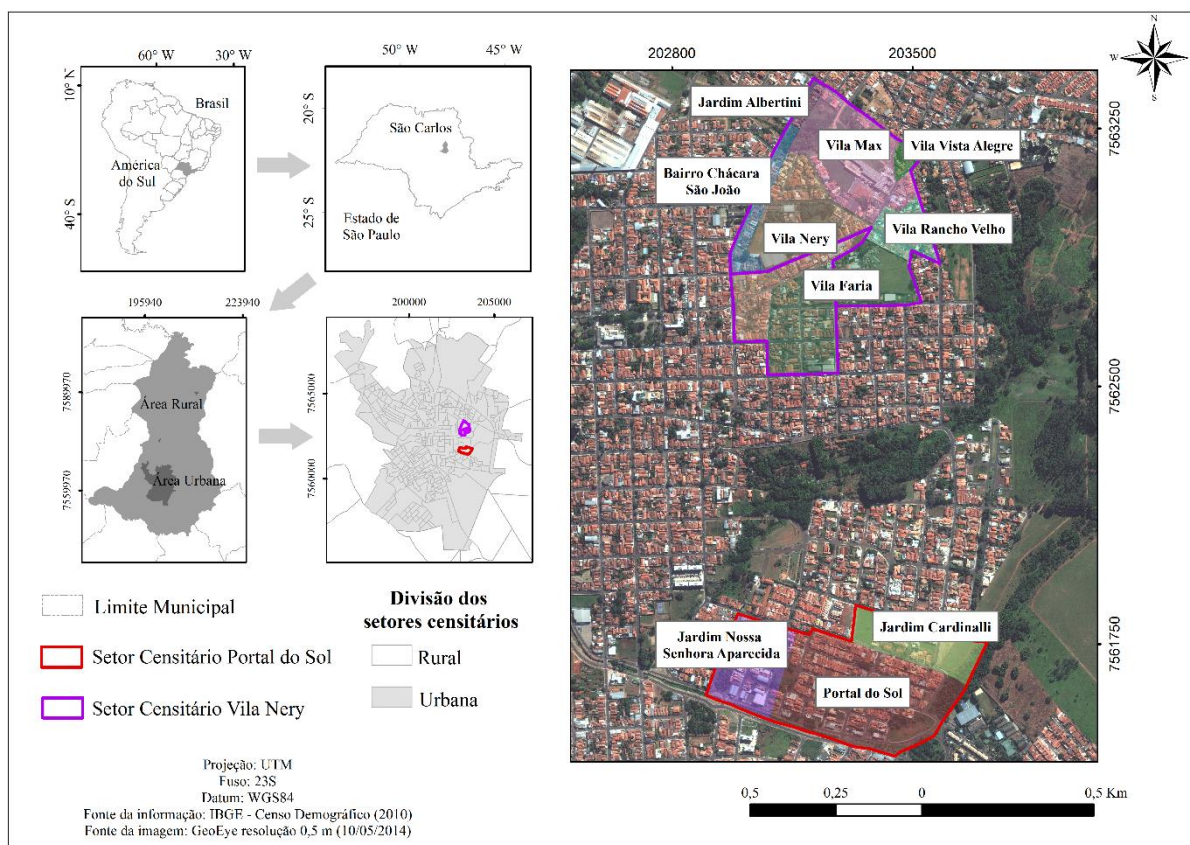 60° W
30° W
10° N
40° S
Brasil
América
do Sul
50° W
45° W
20° S
25° S
São Carlos
Estado de
São Paulo
195940
223940
7589970
7559970
Área Rural
Área Urbana
200000
205000
7565000
7560000
Limite Municipal
Setor Censitário Portal do Sol
Setor Censitário Vila Nery
Divisão dos
setores censitários
Rural
Urbana
Projeção: UTM
Fuso: 23S
Datum: WGS84
Fonte da informação: IBGE - Censo Demográfico (2010)
Fonte da imagem: GeoEye resolução 0,5 m (10/05/2014)
202800
203500
7563250
7562500
7561750
N
W
E
S
Jardim Albertini
Vila Max
Vila Vista Alegre
Bairro Chácara
São João
Vila Nery
Vila Rancho Velho
Vila Faria
Jardim Nossa
Senhora Aparecida
Jardim Cardinalli
Portal do Sol
0,5
0,25
0
0,5 Km